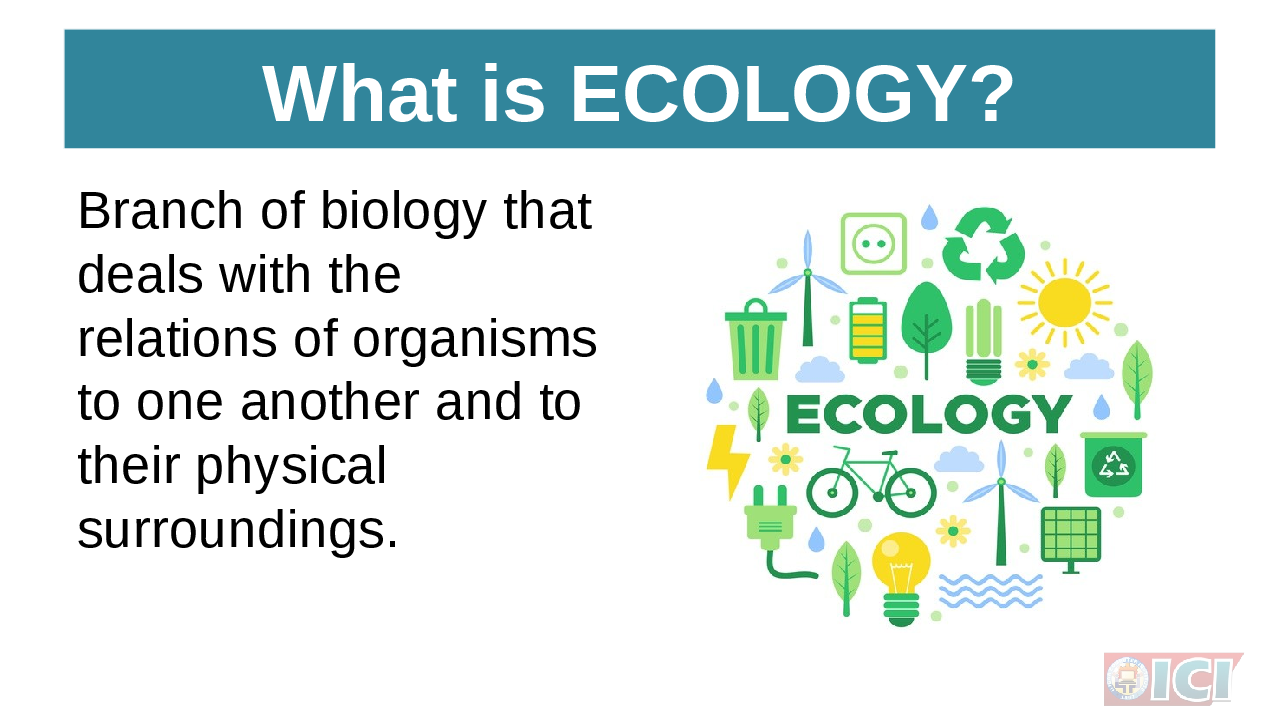 What is ECOLOGY?
Branch of biology that
deals with the
relations of organisms
to one another and to
their physical
surroundings.
ECOLOGY
ICI